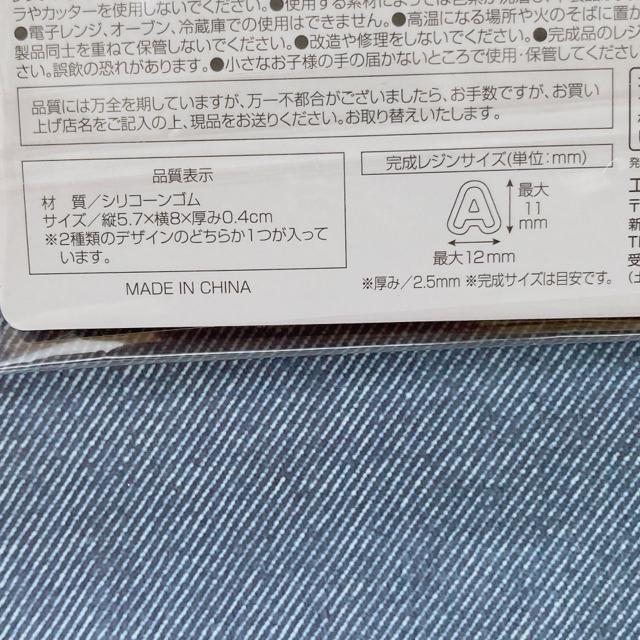 ラやカッターを使用しないでください。●使用する素材によっては
●電子レンジ、オーブン、冷蔵庫での使用はできません。●高温になる場所や火のそばに置か
製品同士を重ねて保管しないでください。●改造や修理をしないでください。●完成品のレジ
い。誤飲の恐れがあります。●小さなお子様の手の届かないところで使用・保管してくださ
品質には万全を期していますが、万一不都合がございましたら、お手数ですが、お買い
上げ店名をご記入の上、現品をお送りください。お取り替えいたします。
品質表示
材 質／シリコーンゴム
サイズ／縦5.7×横8×厚み0.4cm
※2種類のデザインのどちらか1つが入って
います。
MADE IN CHINA
完成レジンサイズ(単位:mm)
A
最大
11
mm
最大12mm
※厚み/2.5mm ※完成サイズは目安です。
発
〒
新
受